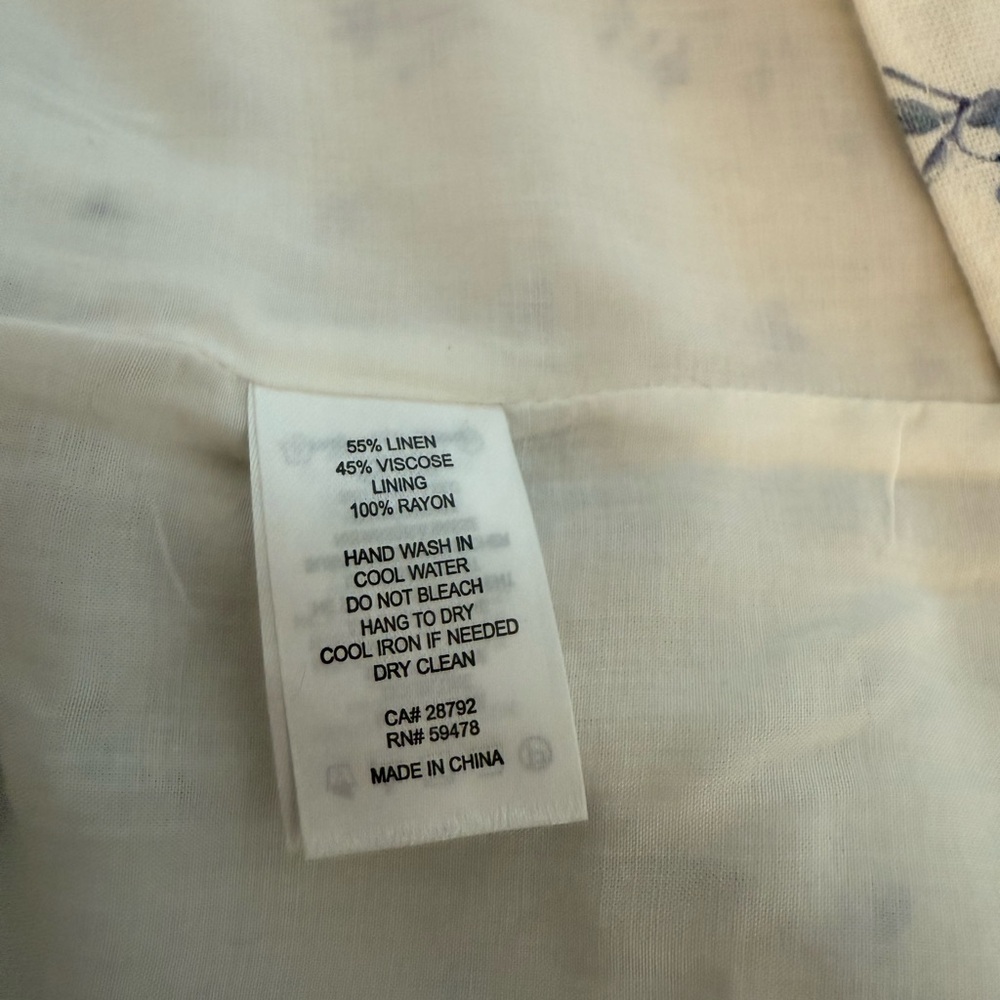 55% LINEN
45% VISCOSE
LINING
100% RAYON
HAND WASH IN
COOL WATER
DO NOT BLEACH
HANG TO DRY
COOL IRON IF NEEDED
DRY CLEAN
CA# 28792
RN# 59478
MADE IN CHINA